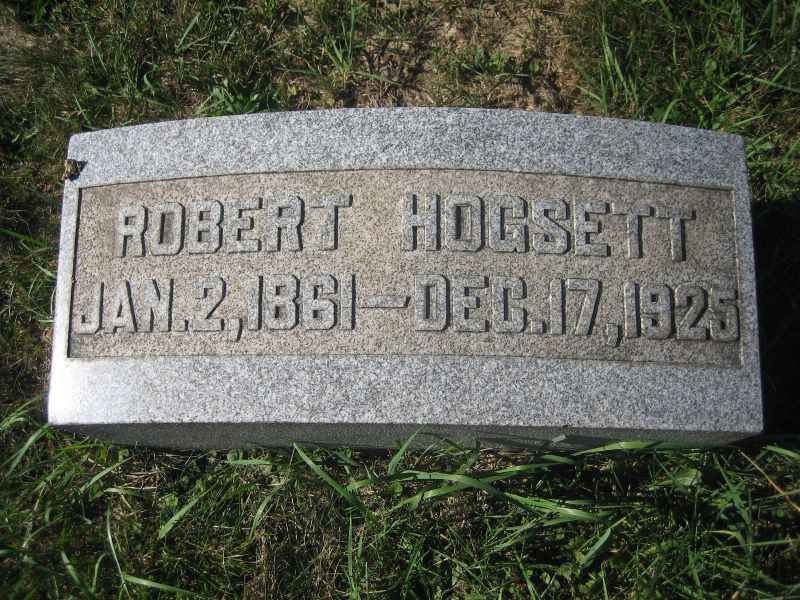 ROBERT HOGSETT
JAN. 2, 1861 — DEC. 17, 1925